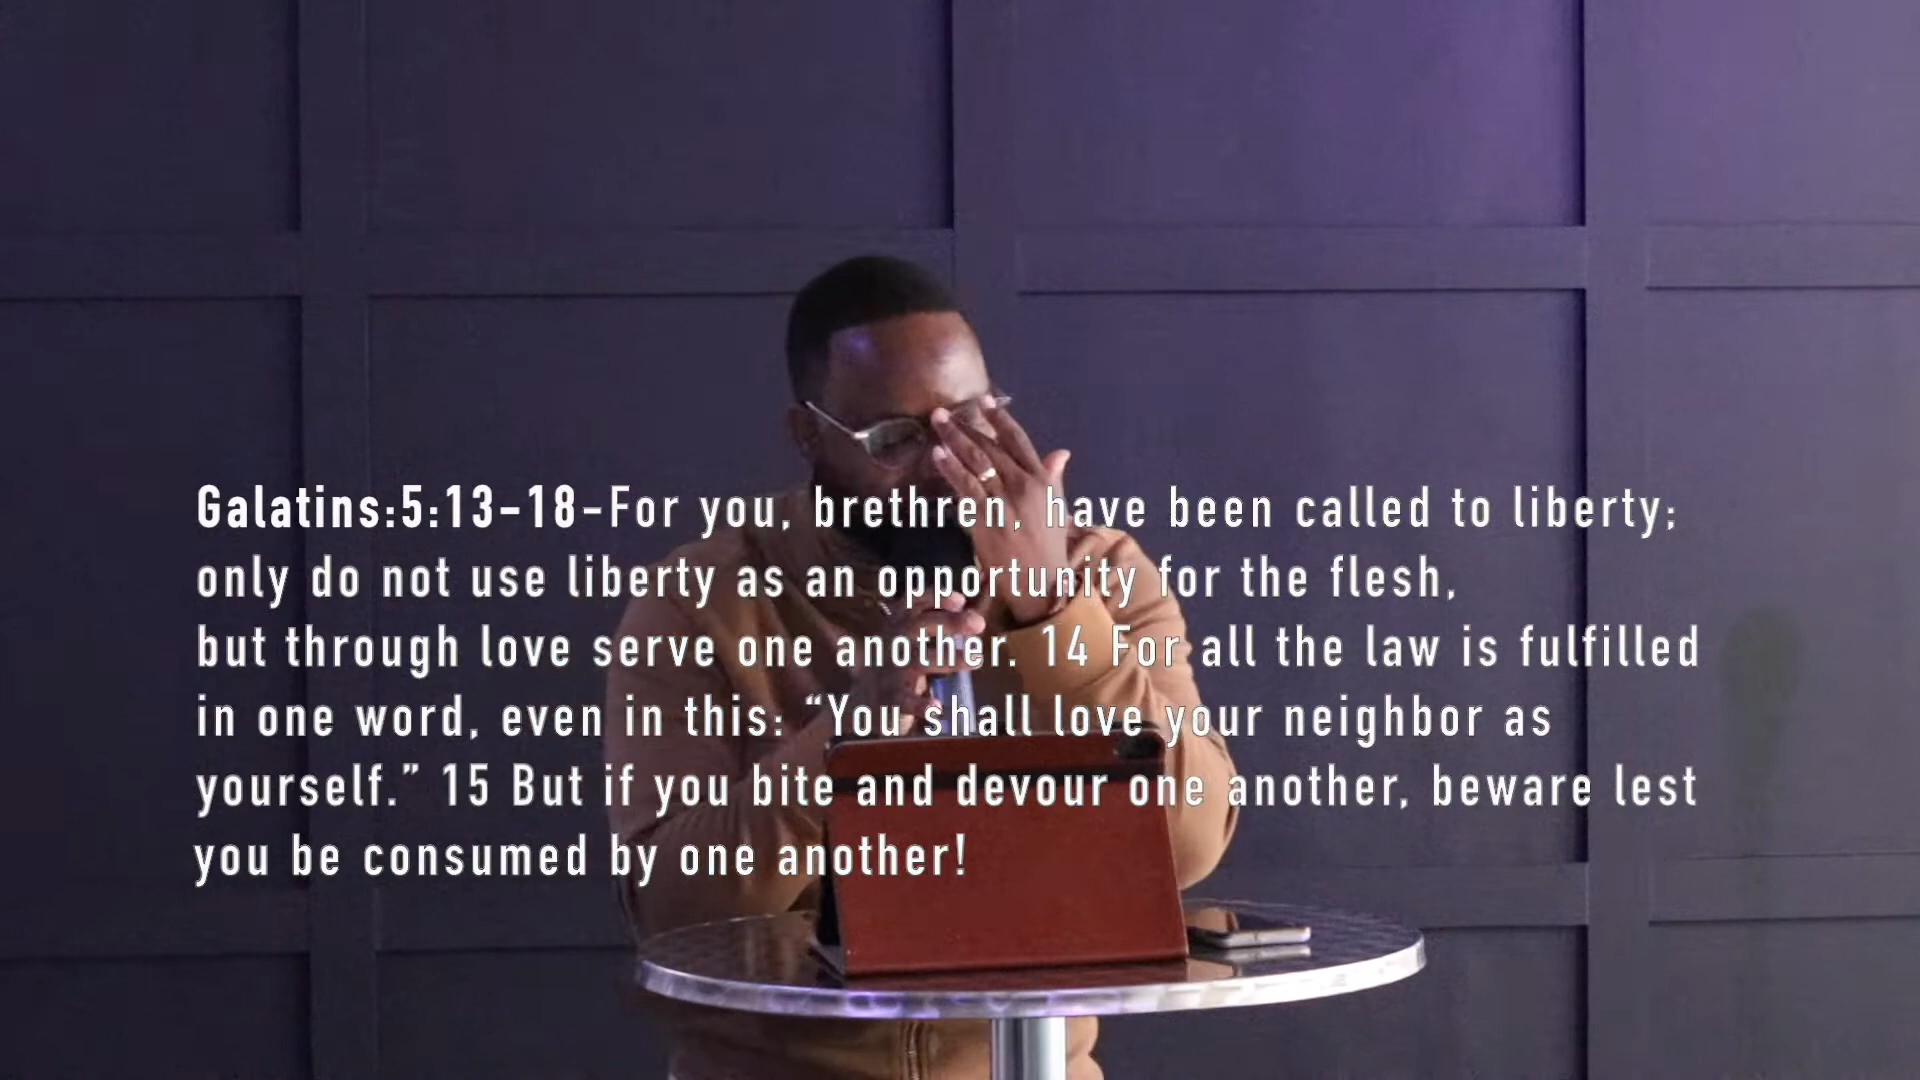 Galatins:5:13-18-For you, brethren, have been called to liberty;
only do not use liberty as an opportunity for the flesh,
but through love serve one another. 14 For all the law is fulfilled
in one word, even in this: “You shall love your neighbor as
yourself.” 15 But if you bite and devour one another, beware lest
you be consumed by one another!